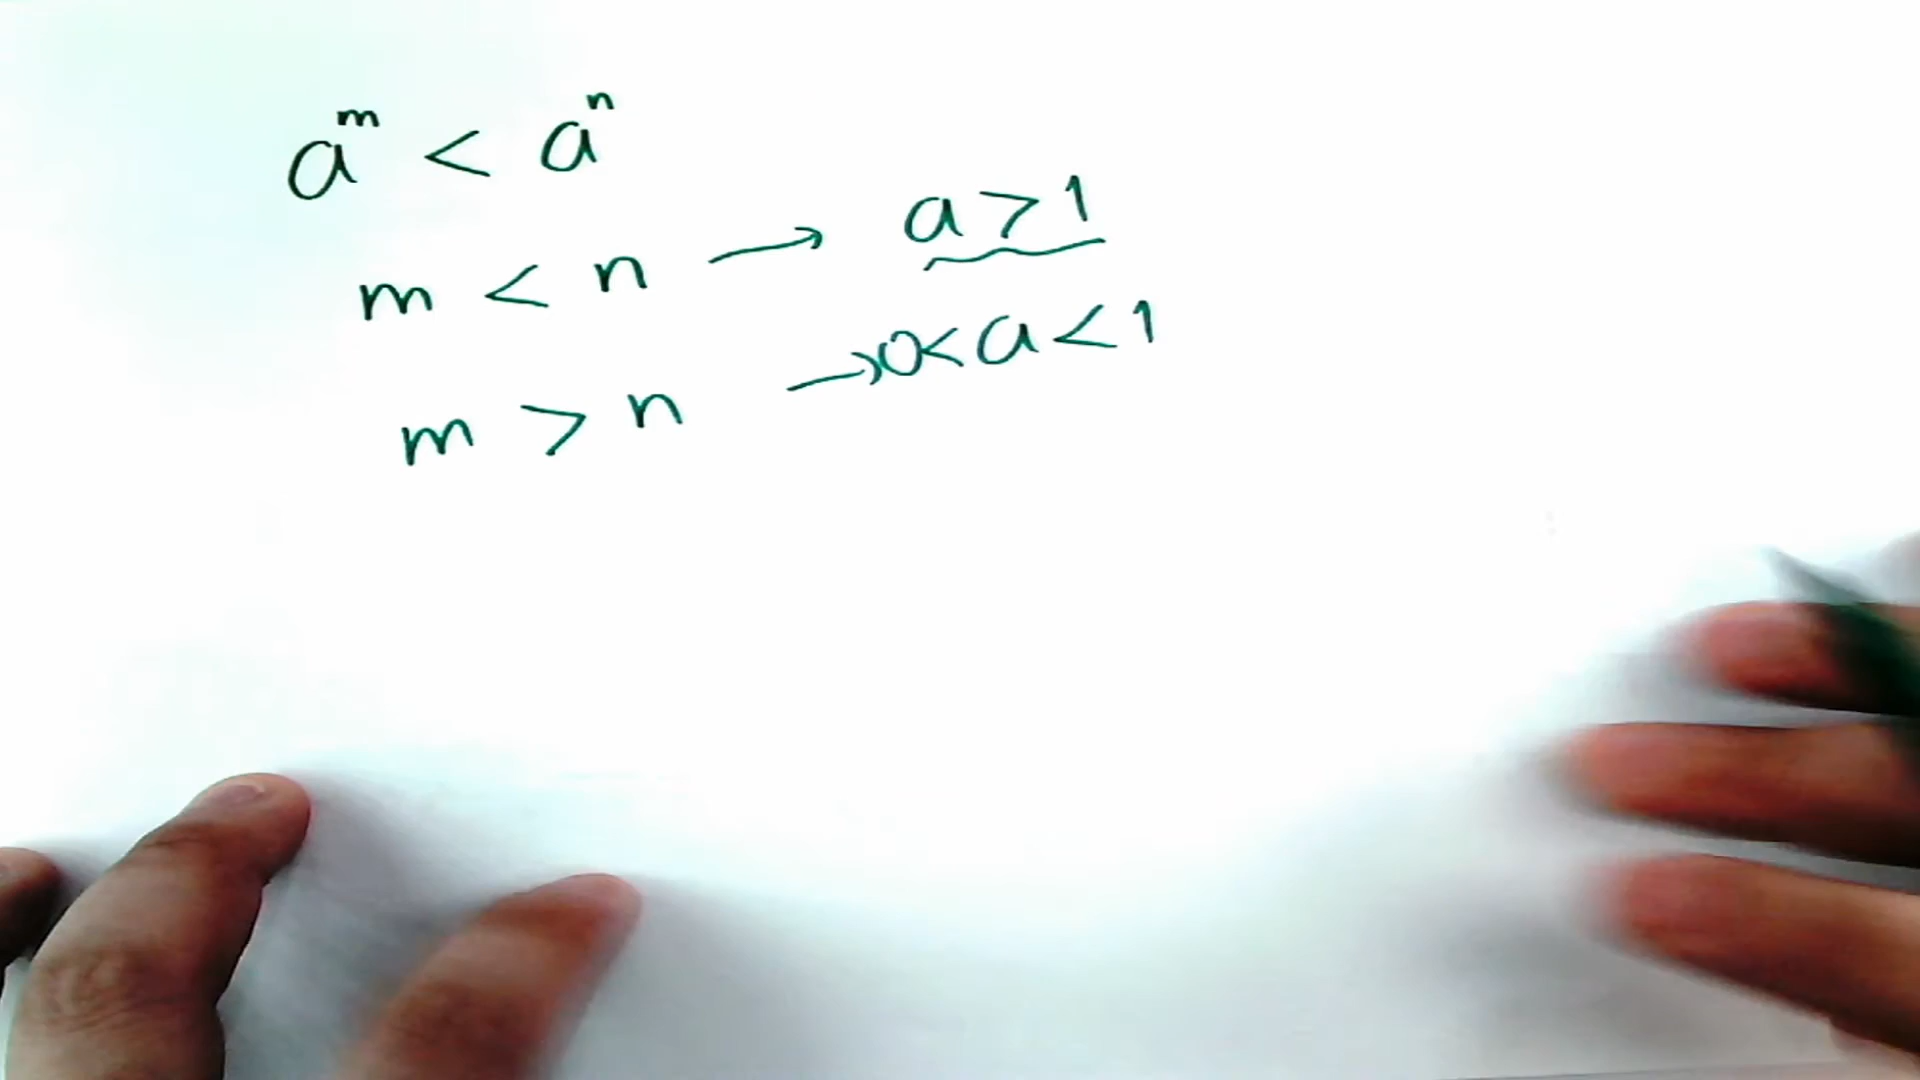 a^m < a^n
m < n → a > 1
m > n → 0 < a < 1